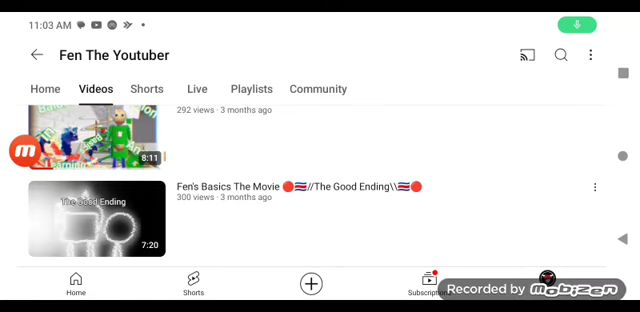 11:03 AM
Fen The Youtuber
Home Videos Shorts Live Playlists Community
292 views · 3 months ago
8:11
Fen's Basics The Movie 🔴🇨🇷//The Good Ending\\🇨🇷🔴
300 views · 3 months ago
The Good Ending
7:20
Home Shorts Subscriptions
Recorded by MOBIZEN